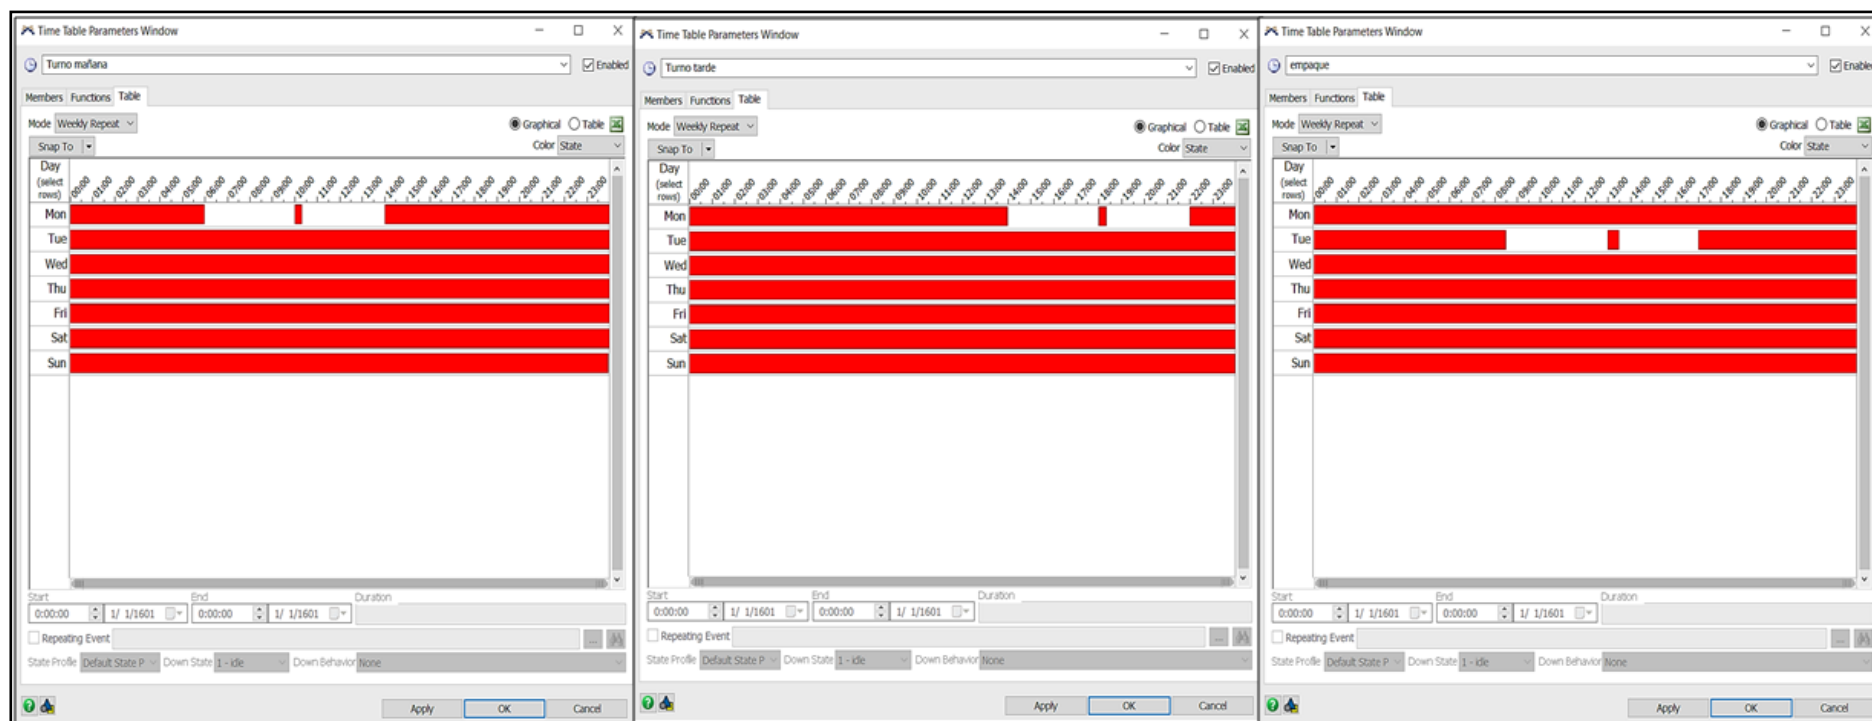 Time Table Parameters Window
Turno mañana
Enabled
Members Functions Table
Mode Weekly Repeat
Graphical Table
Snap To
Color State
Day
(select
rows)
00:00 01:00 02:00 03:00 04:00 05:00 06:00 07:00 08:00 09:00 10:00 11:00 12:00 13:00 14:00 15:00 16:00 17:00 18:00 19:00 20:00 21:00 22:00 23:00
Mon
Tue
Wed
Thu
Fri
Sat
Sun
Start End Duration
0:00:00 1/ 1/1601 0:00:00 1/ 1/1601
Repeating Event ...
State Profile Default State P Down State 1 - idle Down Behavior None
Apply OK Cancel
Time Table Parameters Window
Turno tarde
Enabled
Members Functions Table
Mode Weekly Repeat
Graphical Table
Snap To
Color State
Day
(select
rows)
00:00 01:00 02:00 03:00 04:00 05:00 06:00 07:00 08:00 09:00 10:00 11:00 12:00 13:00 14:00 15:00 16:00 17:00 18:00 19:00 20:00 21:00 22:00 23:00
Mon
Tue
Wed
Thu
Fri
Sat
Sun
Start End Duration
0:00:00 1/ 1/1601 0:00:00 1/ 1/1601
Repeating Event ...
State Profile Default State P Down State 1 - idle Down Behavior None
Apply OK Cancel
Time Table Parameters Window
empaque
Enabled
Members Functions Table
Mode Weekly Repeat
Graphical Table
Snap To
Color State
Day
(select
rows)
00:00 01:00 02:00 03:00 04:00 05:00 06:00 07:00 08:00 09:00 10:00 11:00 12:00 13:00 14:00 15:00 16:00 17:00 18:00 19:00 20:00 21:00 22:00 23:00
Mon
Tue
Wed
Thu
Fri
Sat
Sun
Start End Duration
0:00:00 1/ 1/1601 0:00:00 1/ 1/1601
Repeating Event ...
State Profile Default State P Down State 1 - idle Down Behavior None
Apply OK Cancel